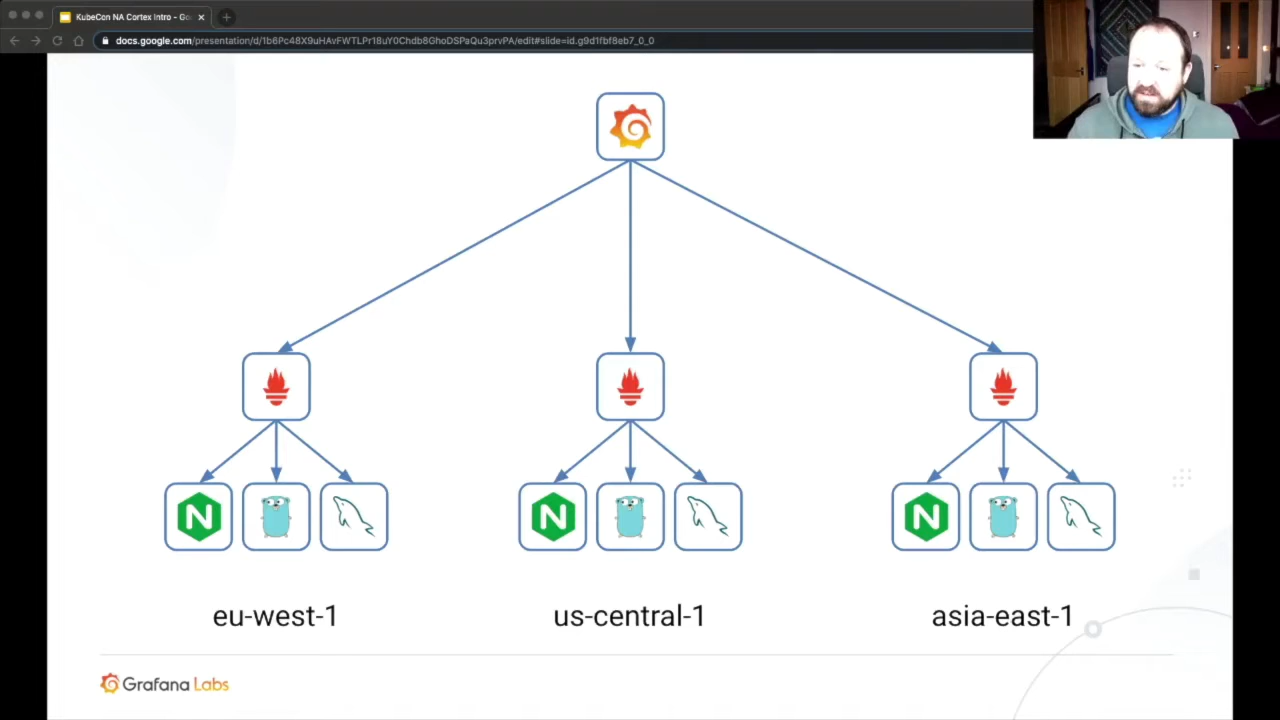 KubeCon NA Cortex Intro - Go
docs.google.com/presentation/d/1b6Pc48X9uHAvFWTLPr18uY0Chdb8GhoDSPaQu3prvPA/edit#slide=id.g9d1fbf8eb7_0_0
N
N
N
eu-west-1
us-central-1
asia-east-1
Grafana Labs